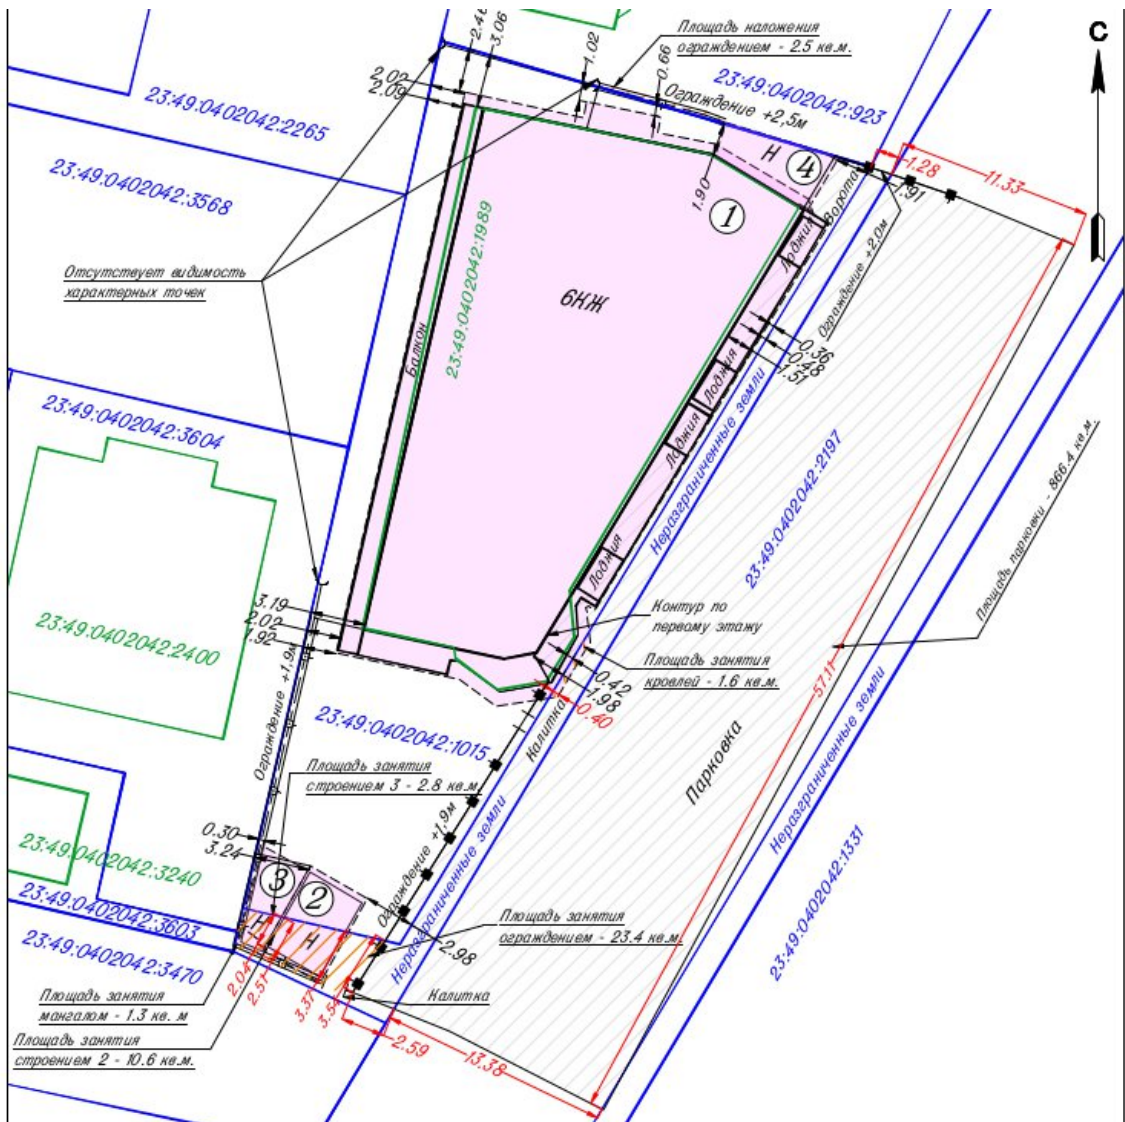 2.46
3.06
1.02
0.66
Площадь наложения
ограждением - 2.5 кв.м.
С
23:49:0402042:923
Ограждение +2,5м
2.02
2.09
23:49:0402042:2265
Н
4
1.28
11.33
1.91
Ворота
23:49:0402042:3568
1.90
1
23:49:0402042:1989
Лоджия
Ограждение +2,0м
Отсутствует видимость
характерных точек
6КЖ
Балкон
0.36
0.48
1.51
Лоджия
Неразграниченные земли
23:49:0402042:3604
Лоджия
23:49:0402042:2197
Площадь парковки - 866.4 кв.м.
Лоджия
3.19
2.02
1.92
Контур по
первому этажу
23:49:0402042:2400
Площадь занятия
кровлей - 1.6 кв.м.
0.42
1.98
0.40
57.11
Ограждение +1,9м
23:49:0402042:1015
Калитка
Парковка
Неразграниченные земли
Площадь занятия
строением 3 - 2.8 кв.м.
0.30
3.24
Ограждение +1,9м
23:49:0402042:3240
3
2
Неразграниченные земли
23:49:0402042:1331
23:49:0402042:3603
Площадь занятия
ограждением - 23.4 кв.м.
Н
Н
2.98
23:49:0402042:3470
2.04
2.51
3.37
3.54
Площадь занятия
мангалом - 1.3 кв. м
Калитка
Площадь занятия
строением 2 - 10.6 кв.м.
2.59
13.38